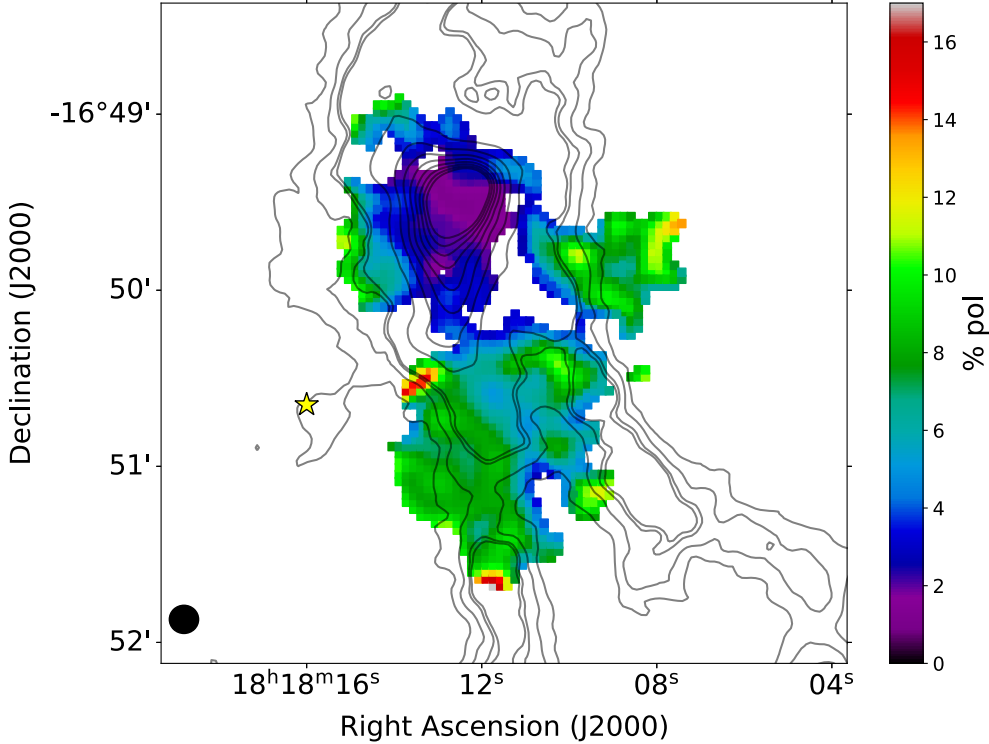 -16°49'
50'
51'
52'
Declination (J2000)
18ʰ18ᵐ16ˢ
12ˢ
08ˢ
04ˢ
Right Ascension (J2000)
16
14
12
10
8
6
4
2
0
% pol